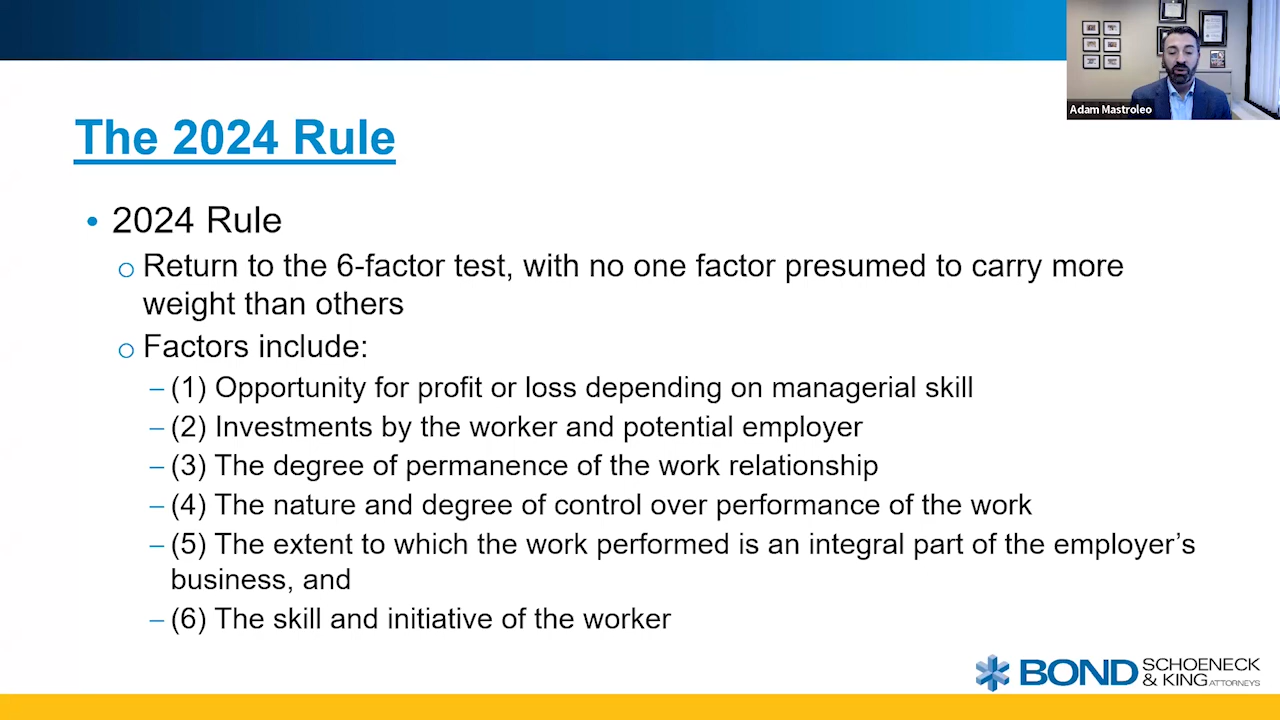 Adam Mastroleo
The 2024 Rule
• 2024 Rule
o Return to the 6-factor test, with no one factor presumed to carry more
weight than others
o Factors include:
– (1) Opportunity for profit or loss depending on managerial skill
– (2) Investments by the worker and potential employer
– (3) The degree of permanence of the work relationship
– (4) The nature and degree of control over performance of the work
– (5) The extent to which the work performed is an integral part of the employer’s
business, and
– (6) The skill and initiative of the worker
BOND SCHOENECK
& KING ATTORNEYS